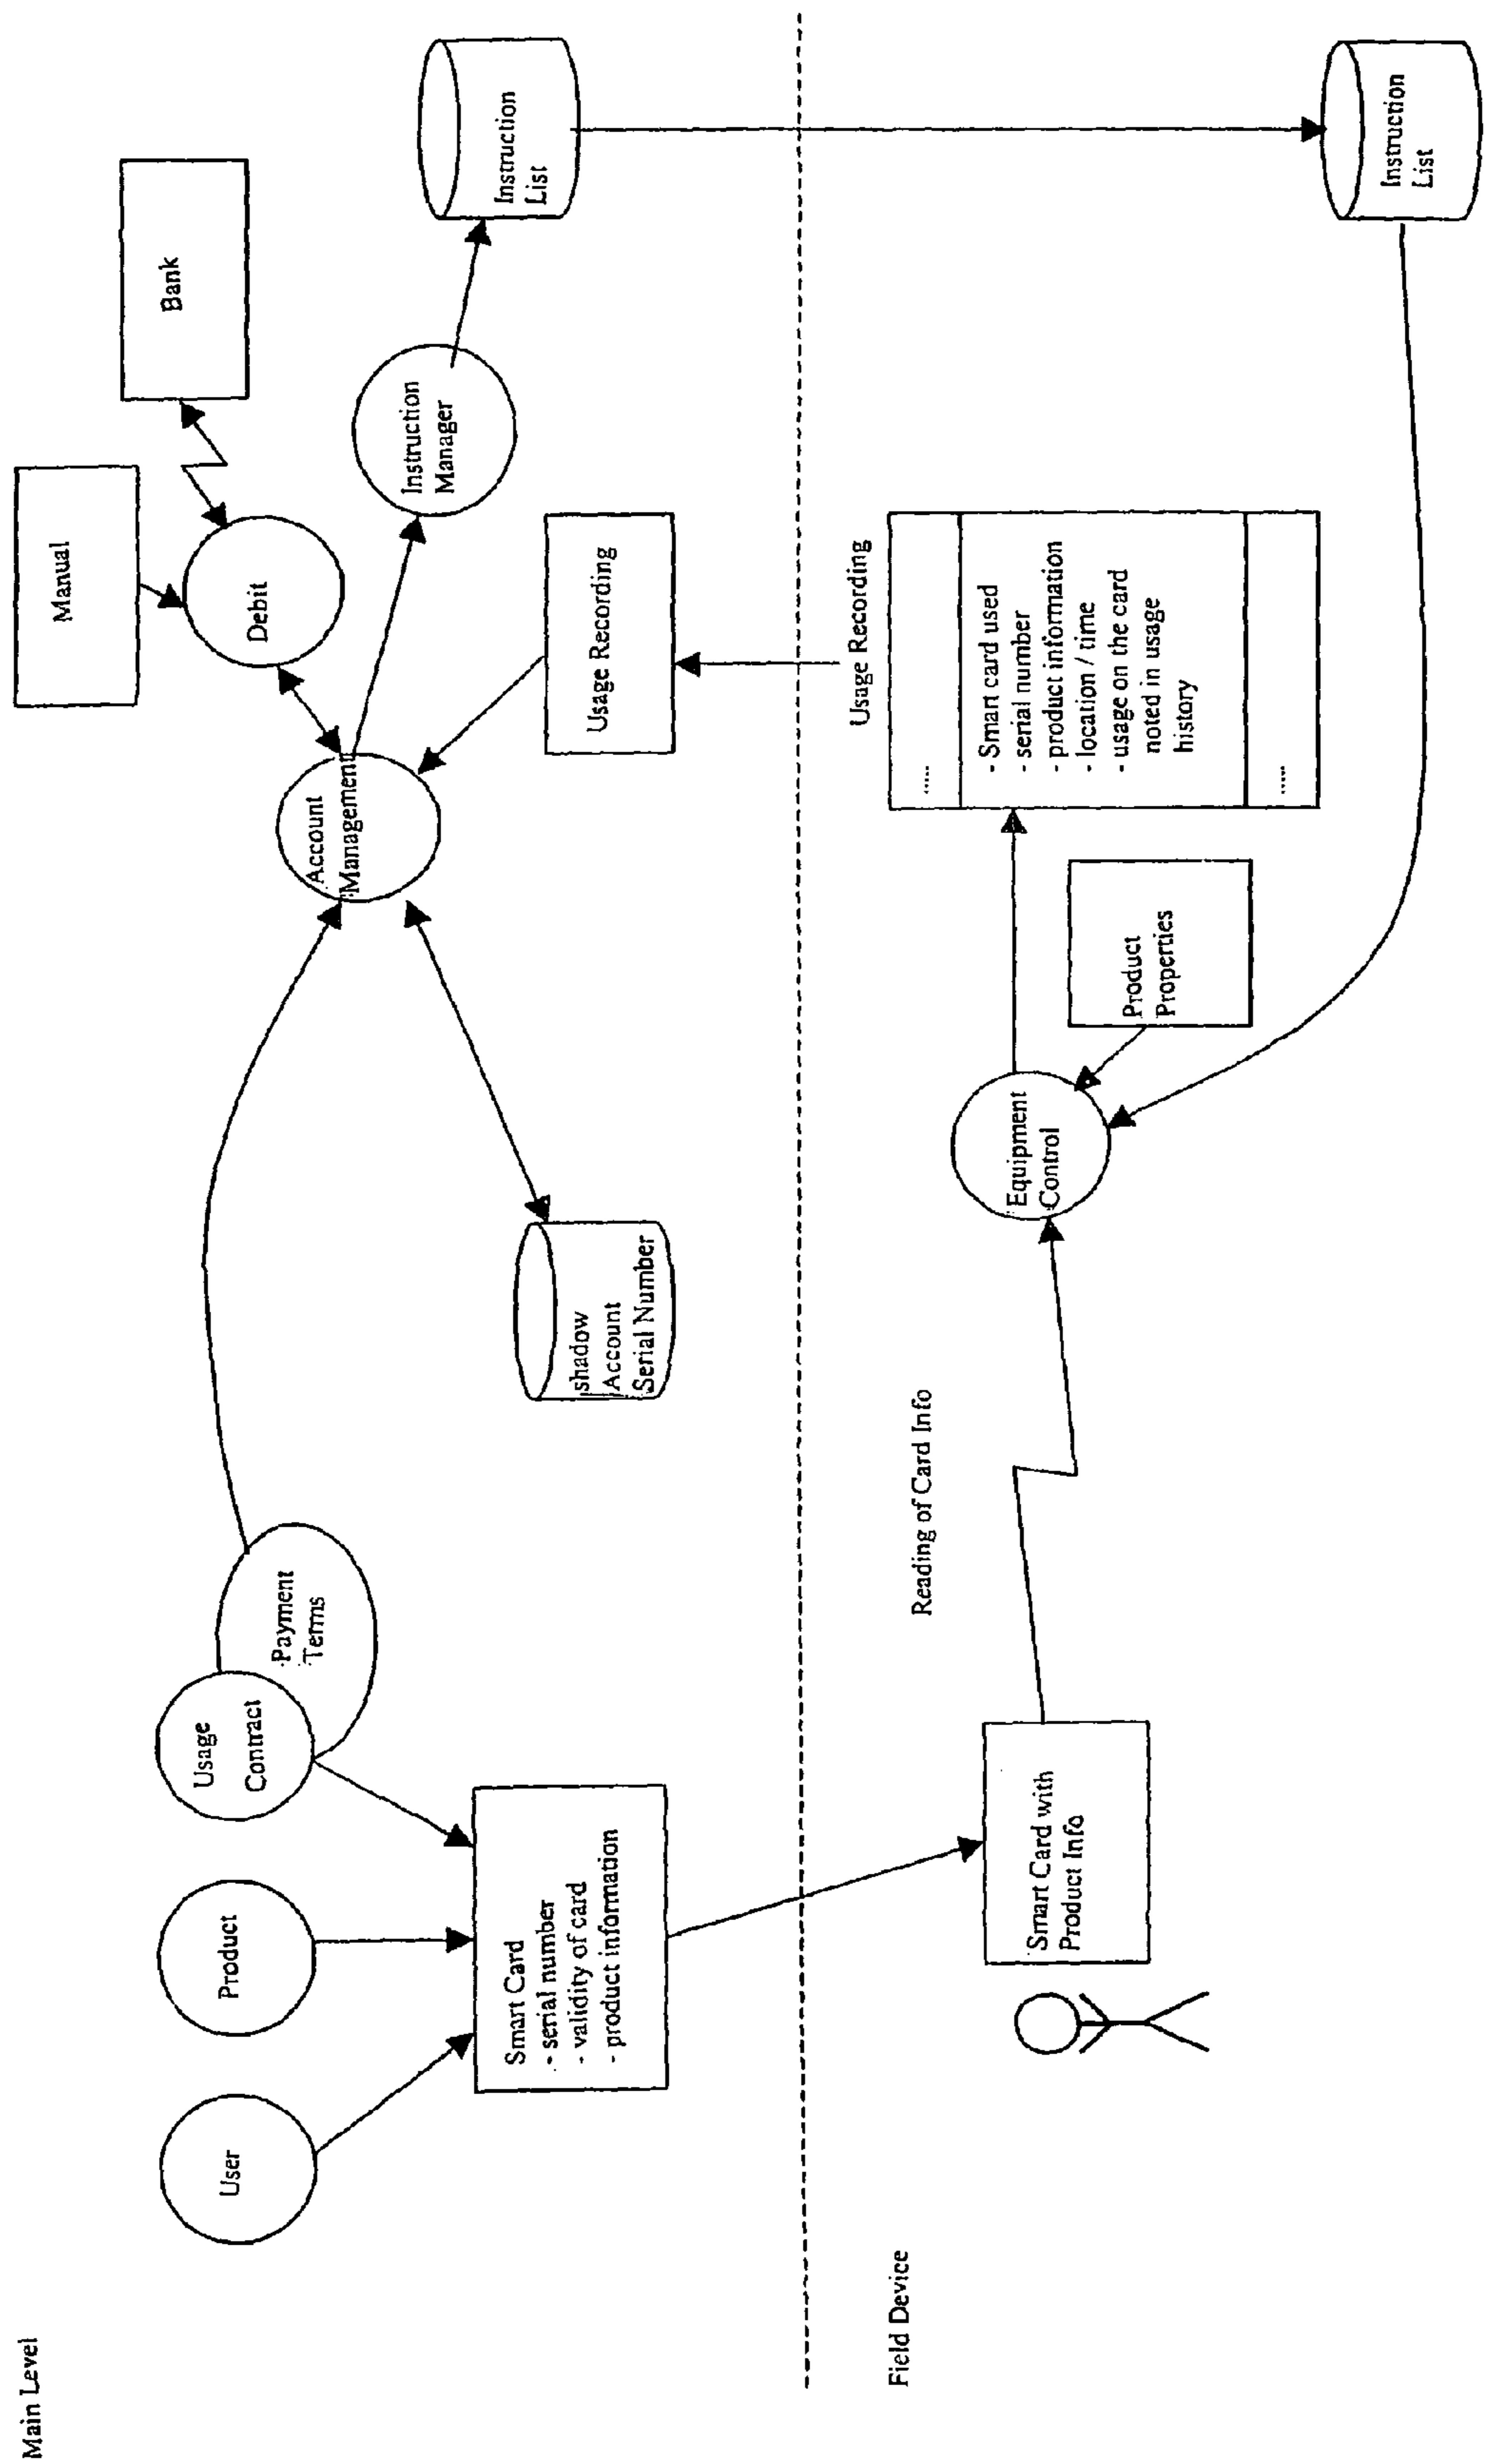 Main Level
User
Product
Usage
Contract
Payment
Terms
Smart Card
- serial number
- validity of card
- product information
shadow
Account
Serial Number
Account
Management
Manual
Debit
Bank
Instruction
Manager
Usage Recording
Instruction
List
Field Device
Smart Card with
Product Info
Reading of Card Info
Equipment
Control
Product
Properties
Usage Recording
.....
- Smart card used
- serial number
- product information
- location / time
- usage on the card
noted in usage
history
.....
Instruction
List